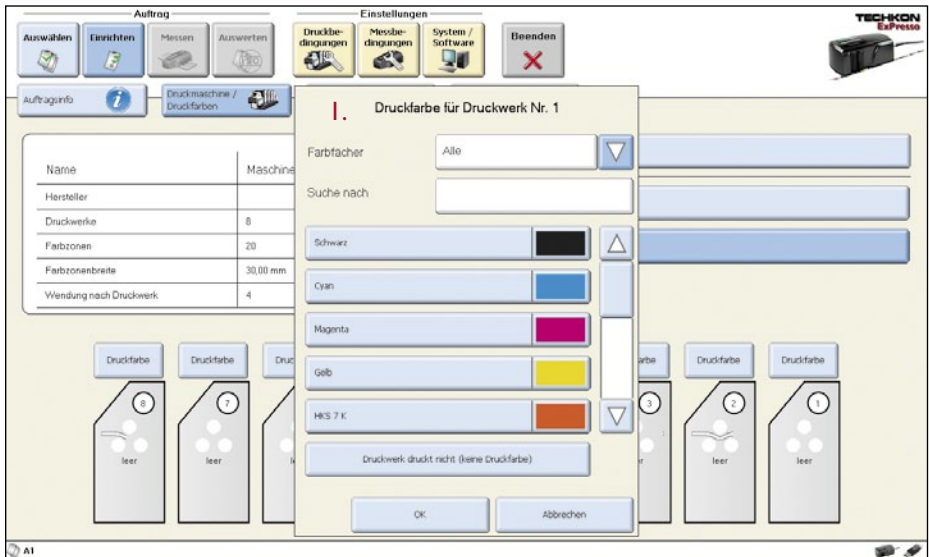 Auftrag
Einstellungen
Auswählen
Einrichten
Messen
Auswerten
Druckbe-
dingungen
Messbe-
dingungen
System /
Software
Beenden
TECHKON
ExPresso
Auftragsinfo
Druckmaschine /
Druckfarben
I.
Druckfarbe für Druckwerk Nr. 1
Farbfächer
Alle
Suche nach
Name
Maschine
Hersteller
Druckwerke
8
Farbzonen
20
Farbzonenbreite
30,00 mm
Wendung nach Druckwerk
4
Schwarz
Cyan
Magenta
Gelb
HKS 7 K
Druckwerk druckt nicht (keine Druckfarbe)
OK
Abbrechen
Druckfarbe
Druckfarbe
Druckfarbe
Druckfarbe
8
7
3
2
1
leer
leer
leer
leer
A1